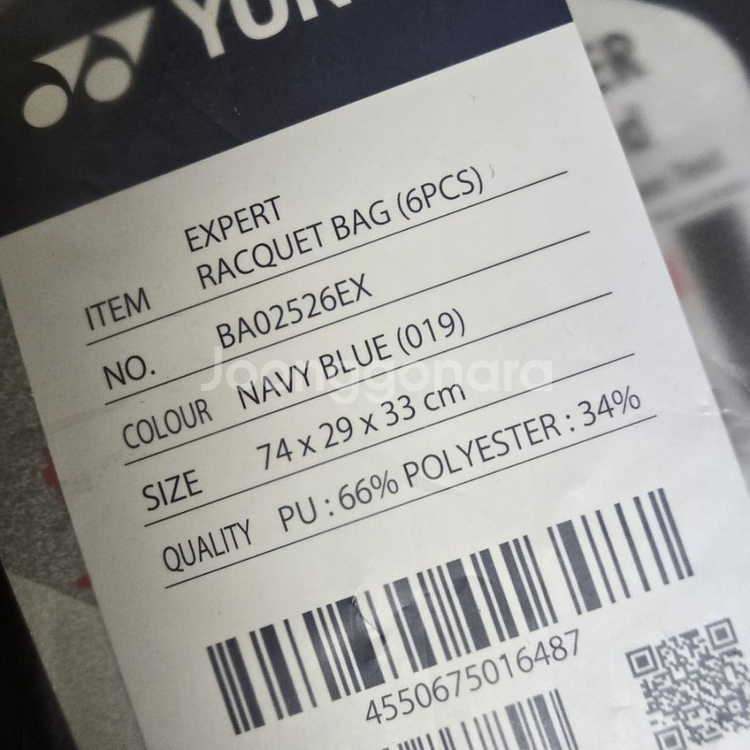 EXPERT
ITEM RACQUET BAG (6PCS)
NO. BA02526EX
COLOUR NAVY BLUE (019)
Joonggonara
SIZE 74 x 29 x 33 cm
QUALITY PU : 66% POLYESTER : 34%
4550675016487